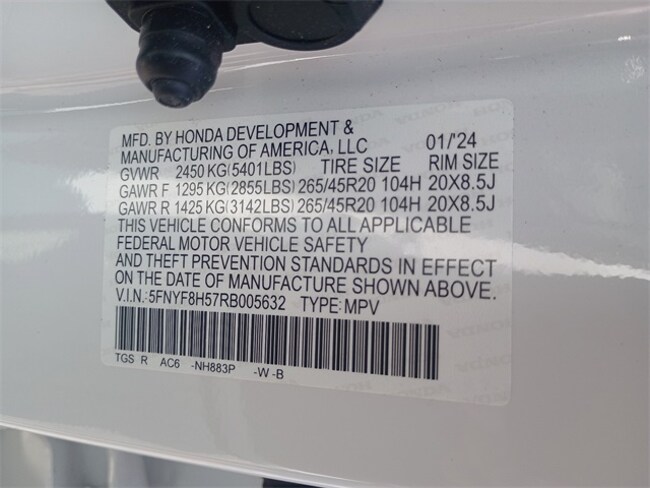 MFD. BY HONDA DEVELOPMENT &
MANUFACTURING OF AMERICA, LLC 01/'24
GVWR 2450 KG(5401LBS) TIRE SIZE RIM SIZE
GAWR F 1295 KG(2855LBS) 265/45R20 104H 20X8.5J
GAWR R 1425 KG(3142LBS) 265/45R20 104H 20X8.5J
THIS VEHICLE CONFORMS TO ALL APPLICABLE
FEDERAL MOTOR VEHICLE SAFETY
AND THEFT PREVENTION STANDARDS IN EFFECT
ON THE DATE OF MANUFACTURE SHOWN ABOVE.
V.I.N.:5FNYF8H57RB005632 TYPE:MPV
TGS R AC6 -NH883P -W -B